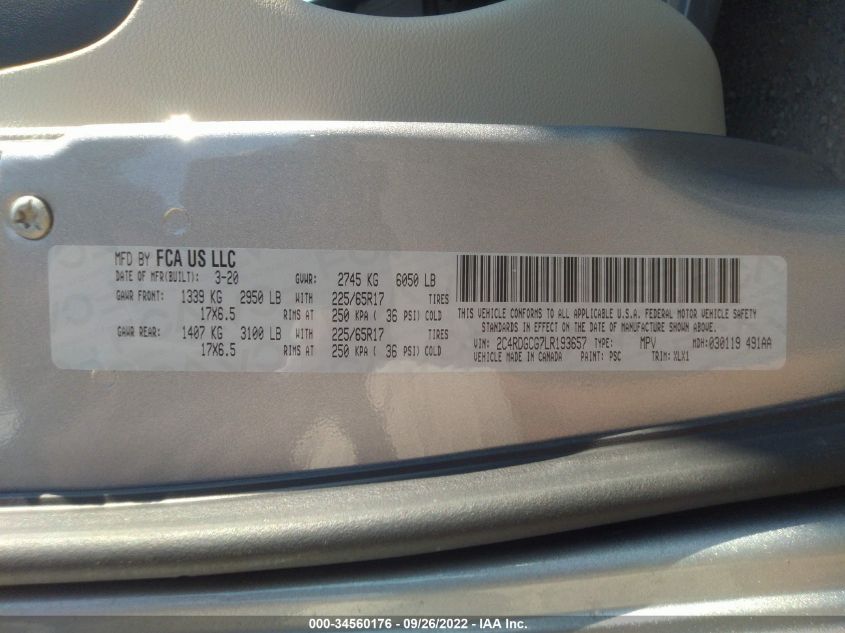 MFD BY FCA US LLC
DATE OF MFR(BUILT): 3-20 GVWR: 2745 KG 6050 LB
GAWR FRONT: 1339 KG 2950 LB WITH 225/65R17 TIRES
17X6.5 RIMS AT 250 KPA ( 36 PSI) COLD
GAWR REAR: 1407 KG 3100 LB WITH 225/65R17 TIRES
17X6.5 RIMS AT 250 KPA ( 36 PSI) COLD
THIS VEHICLE CONFORMS TO ALL APPLICABLE U.S.A. FEDERAL MOTOR VEHICLE SAFETY
STANDARDS IN EFFECT ON THE DATE OF MANUFACTURE SHOWN ABOVE.
VIN: 2C4RDGCG7LR193657 TYPE: MPV MDH: 030119 491AA
VEHICLE MADE IN CANADA PAINT: PSC TRIM: XLX1
000-34560176 - 09/26/2022 - IAA Inc.